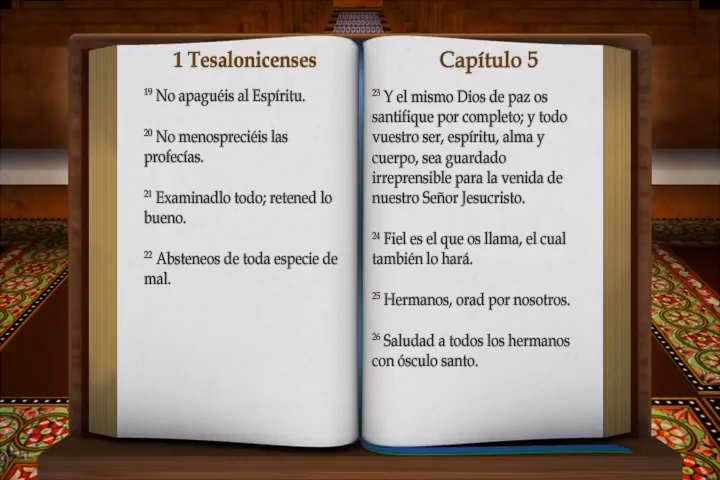 1 Tesalonicenses
19 No apaguéis al Espíritu.
20 No menospreciéis las
profecías.
21 Examinadlo todo; retened lo
bueno.
22 Absteneos de toda especie de
mal.
Capítulo 5
23 Y el mismo Dios de paz os
santifique por completo; y todo
vuestro ser, espíritu, alma y
cuerpo, sea guardado
irreprensible para la venida de
nuestro Señor Jesucristo.
24 Fiel es el que os llama, el cual
también lo hará.
25 Hermanos, orad por nosotros.
26 Saludad a todos los hermanos
con ósculo santo.